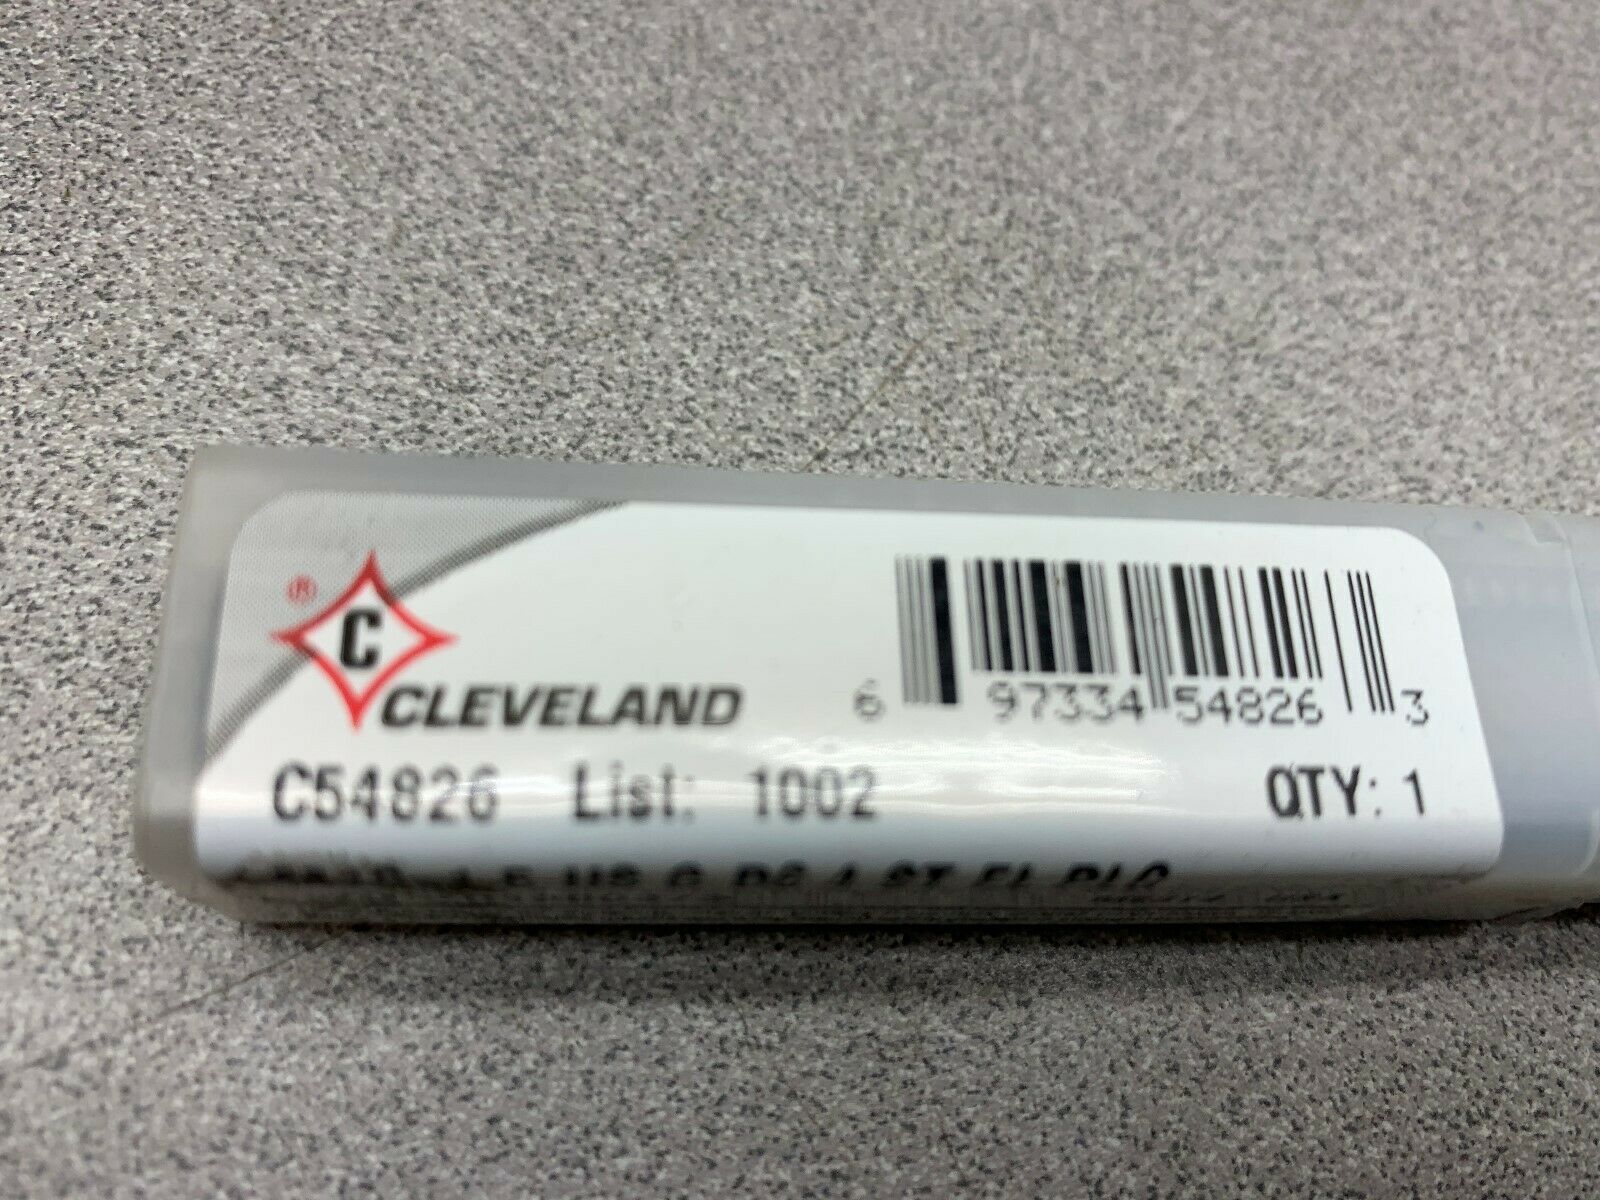 ®
C
CLEVELAND
6 97334 54826 3
C54826 List: 1002 QTY: 1